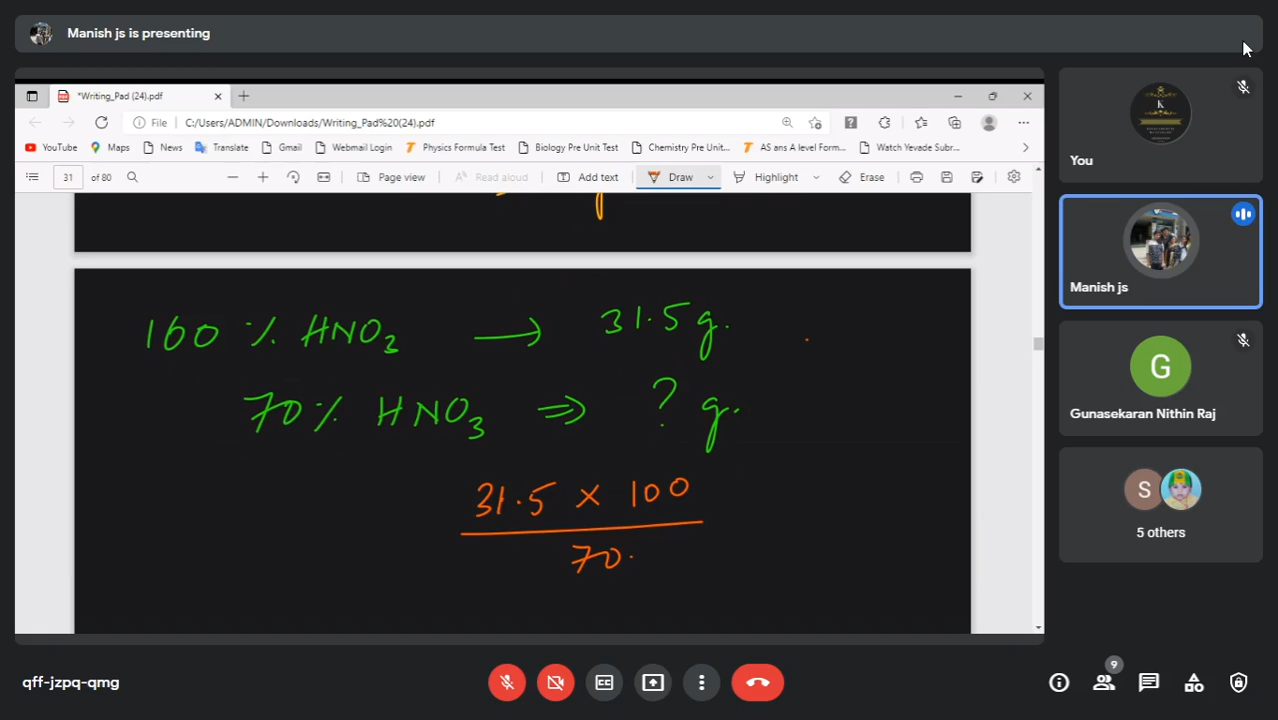 Manish js is presenting
*Writing_Pad (24).pdf
File C:/Users/ADMIN/Downloads/Writing_Pad%20(24).pdf
YouTube Maps News Translate Gmail Webmail Login Physics Formula Test Biology Pre Unit Test Chemistry Pre Unit... AS ans A level Form... Watch Yevade Subr...
31 of 80 Page view Read aloud Add text Draw Highlight Erase
100 % HNO3 → 31.5 g.
70% HNO3 ⇒ ? g.
31.5 × 100
70.
K
You
Manish js
G
Gunasekaran Nithin Raj
S
5 others
qff-jzpq-qmg
CC
9